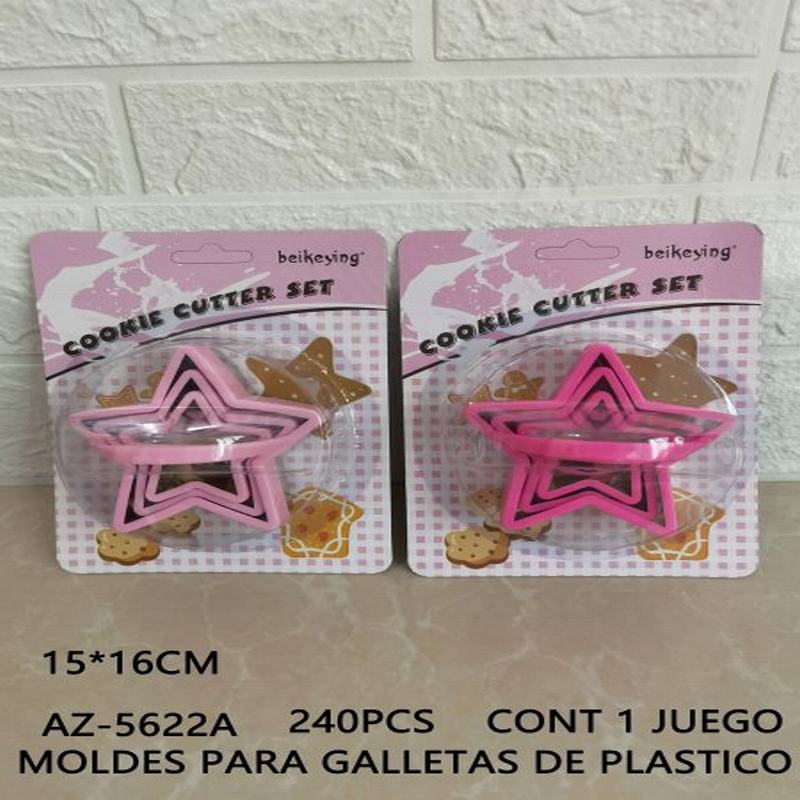 beikeying
COOKIE CUTTER SET
beikeying
COOKIE CUTTER SET
15*16CM
AZ-5622A 240PCS CONT 1 JUEGO
MOLDES PARA GALLETAS DE PLASTICO